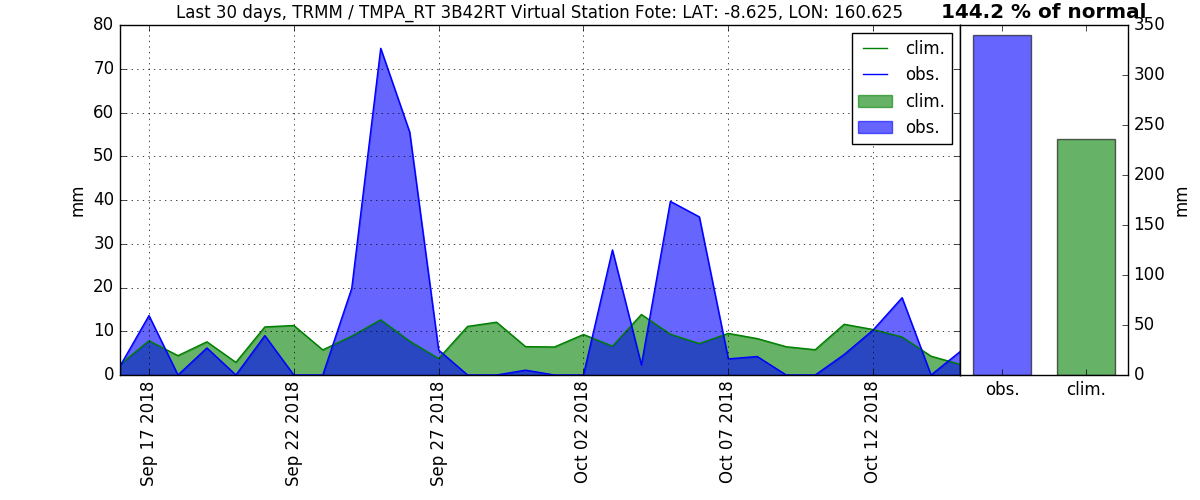 Last 30 days, TRMM / TMPA_RT 3B42RT Virtual Station Fote: LAT: -8.625, LON: 160.625
144.2 % of normal
80
70
60
50
40
30
20
10
0
mm
clim.
obs.
clim.
obs.
Sep 17 2018
Sep 22 2018
Sep 27 2018
Oct 02 2018
Oct 07 2018
Oct 12 2018
350
300
250
200
150
100
50
0
mm
obs.
clim.